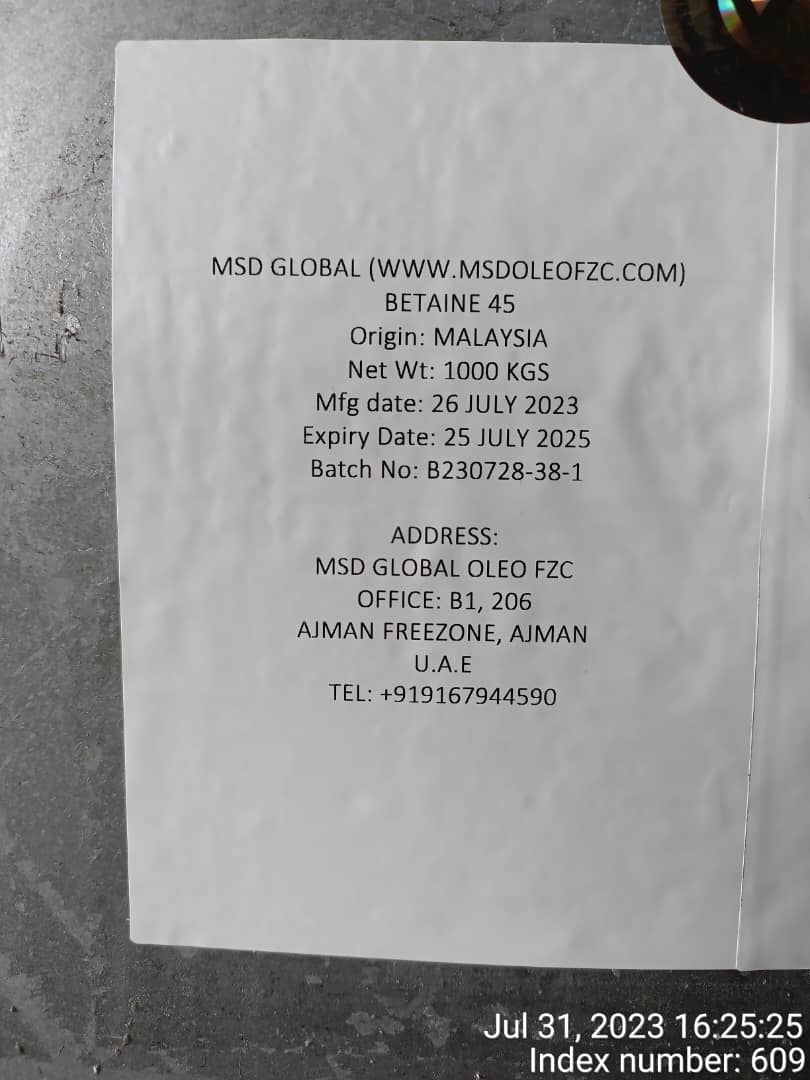 MSD GLOBAL (WWW.MSDOLEOFZC.COM)
BETAINE 45
Origin: MALAYSIA
Net Wt: 1000 KGS
Mfg date: 26 JULY 2023
Expiry Date: 25 JULY 2025
Batch No: B230728-38-1
ADDRESS:
MSD GLOBAL OLEO FZC
OFFICE: B1, 206
AJMAN FREEZONE, AJMAN
U.A.E
TEL: +919167944590
Jul 31, 2023 16:25:25
Index number: 609